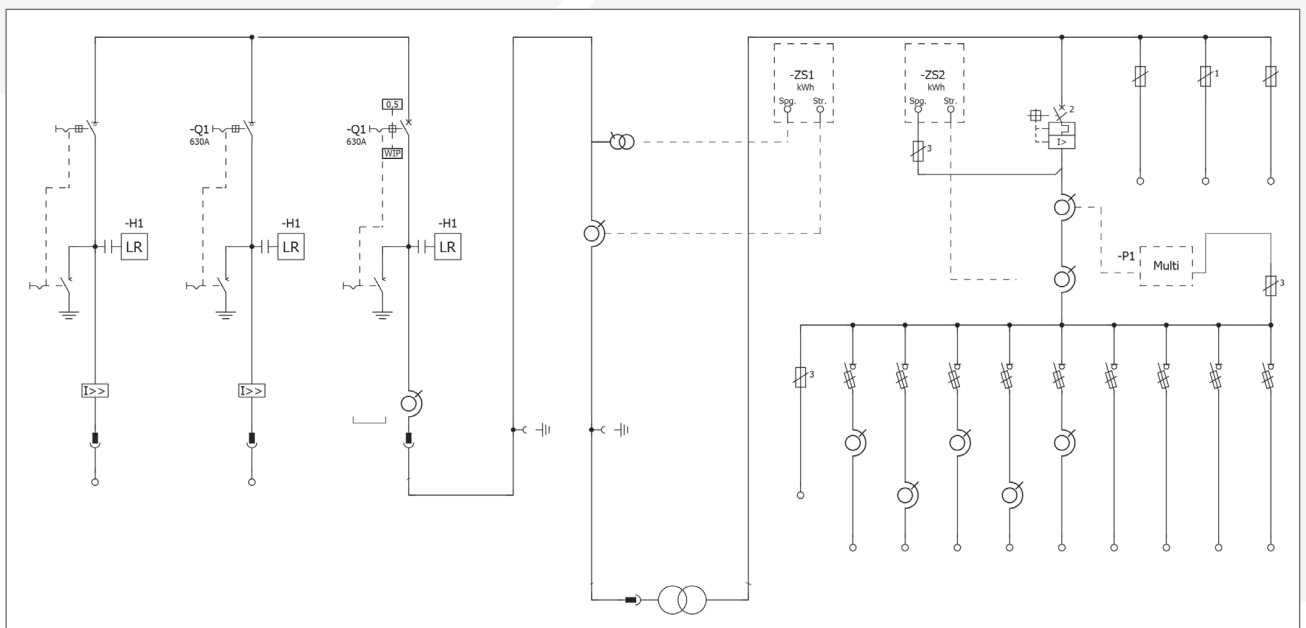 -ZS1
kWh
Spg.
Str.
-ZS2
kWh
Spg.
Str.
1
0,5
2
-Q1
630A
-Q1
630A
I>
WIP
3
-H1
LR
-H1
LR
-H1
LR
-P1
Multi
3
3
I>>
I>>